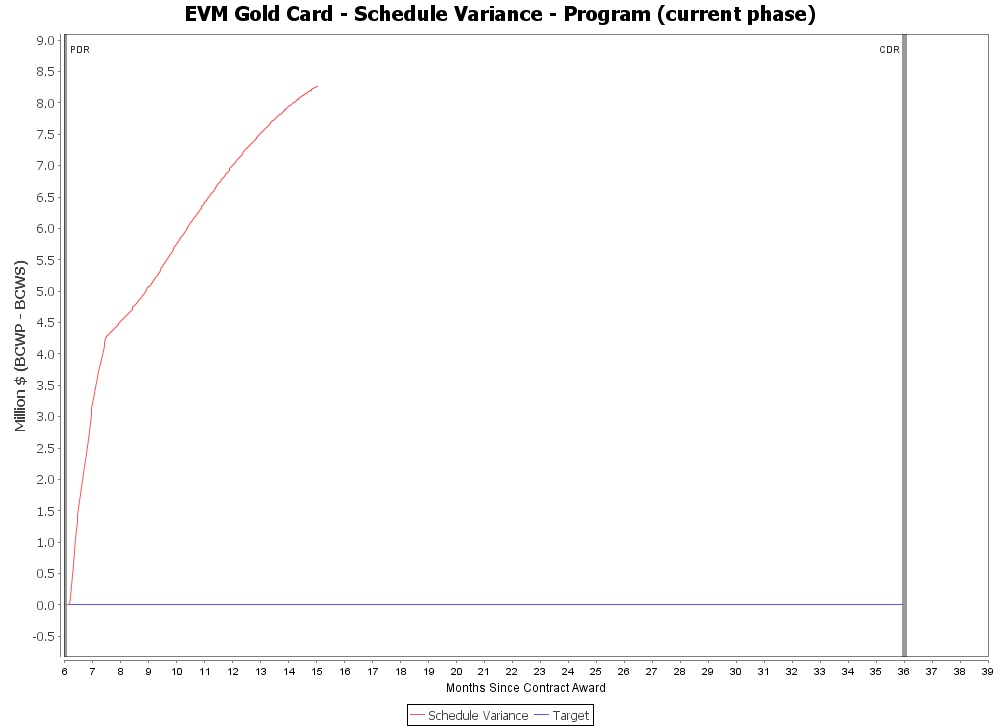 EVM Gold Card - Schedule Variance - Program (current phase)
Million $ (BCWP - BCWS)
9.0
8.5
8.0
7.5
7.0
6.5
6.0
5.5
5.0
4.5
4.0
3.5
3.0
2.5
2.0
1.5
1.0
0.5
0.0
-0.5
PDR
CDR
6 7 8 9 10 11 12 13 14 15 16 17 18 19 20 21 22 23 24 25 26 27 28 29 30 31 32 33 34 35 36 37 38 39
Months Since Contract Award
Schedule Variance Target